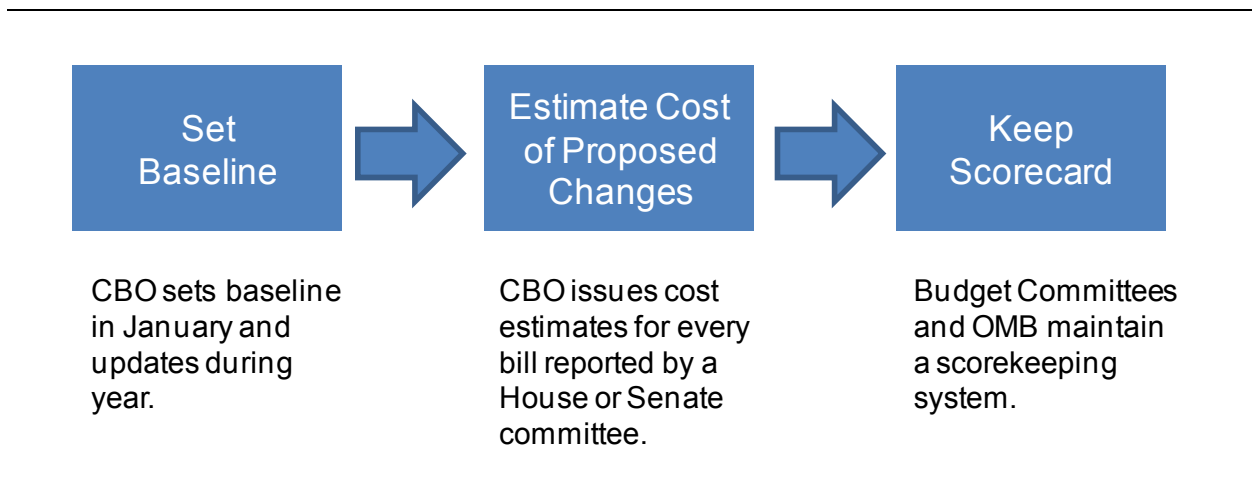 Set
Baseline
Estimate Cost
of Proposed
Changes
Keep
Scorecard
CBO sets baseline
in January and
updates during
year.
CBO issues cost
estimates for every
bill reported by a
House or Senate
committee.
Budget Committees
and OMB maintain
a scorekeeping
system.